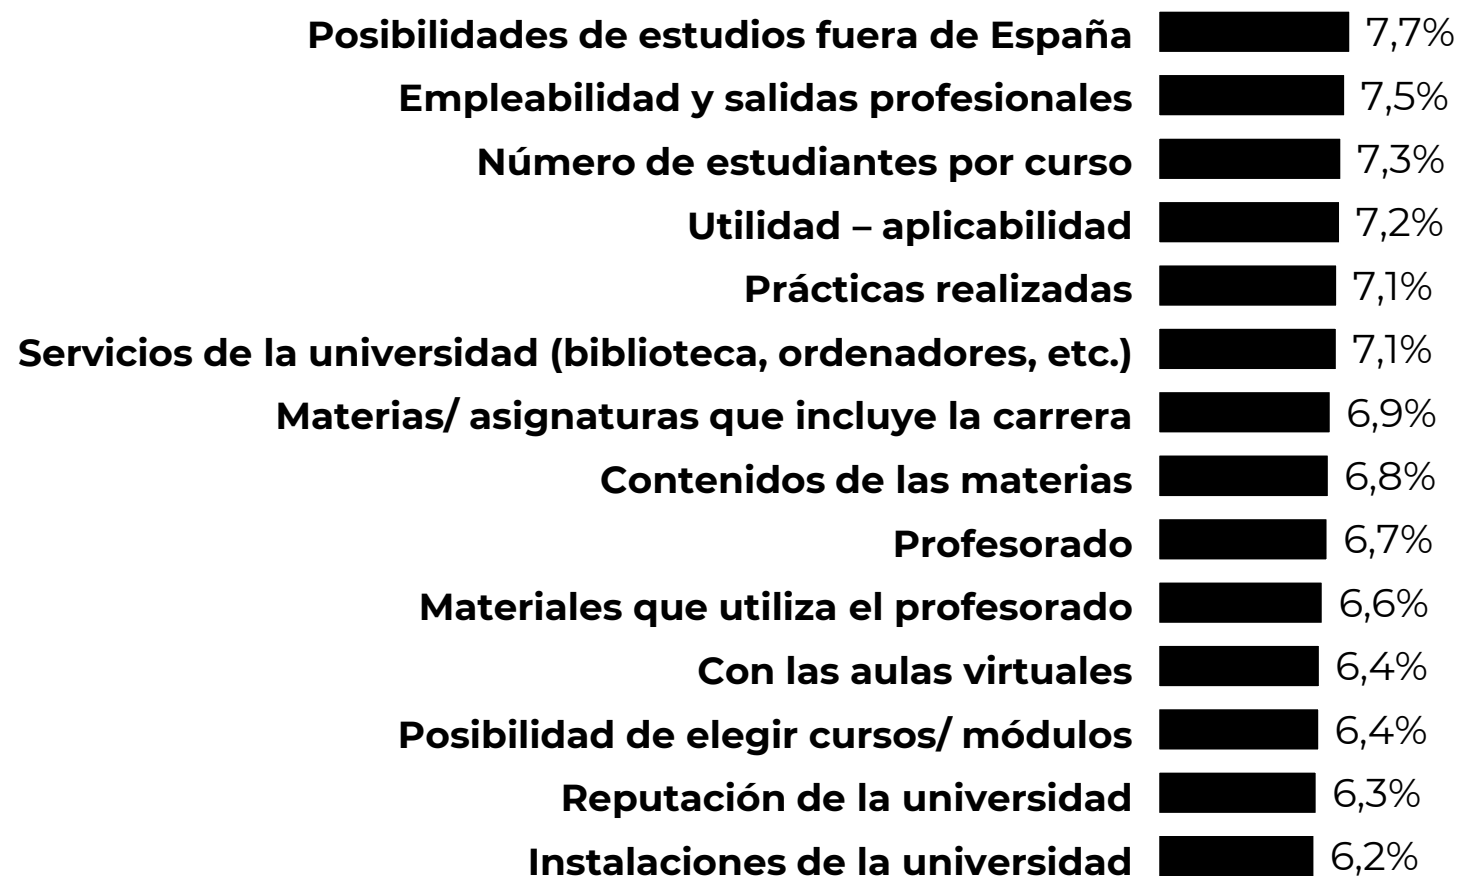 Posibilidades de estudios fuera de España 7,7%
Empleabilidad y salidas profesionales 7,5%
Número de estudiantes por curso 7,3%
Utilidad – aplicabilidad 7,2%
Prácticas realizadas 7,1%
Servicios de la universidad (biblioteca, ordenadores, etc.) 7,1%
Materias/ asignaturas que incluye la carrera 6,9%
Contenidos de las materias 6,8%
Profesorado 6,7%
Materiales que utiliza el profesorado 6,6%
Con las aulas virtuales 6,4%
Posibilidad de elegir cursos/ módulos 6,4%
Reputación de la universidad 6,3%
Instalaciones de la universidad 6,2%